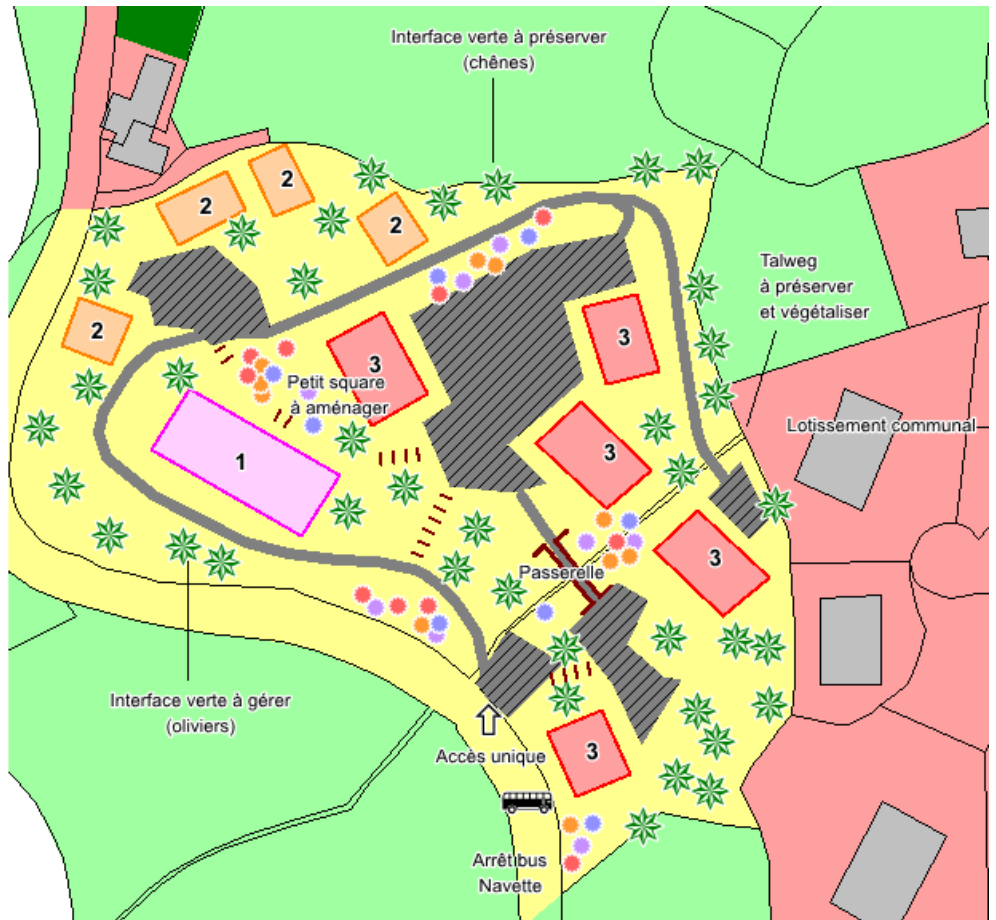 Interface verte à préserver
(chênes)
2
2
2
Talweg
à préserver
et végétaliser
2
3
3
Petit square
à aménager
Lotissement communal
3
1
3
Passerelle
Interface verte à gérer
(oliviers)
3
Accès unique
Arrêt bus
Navette